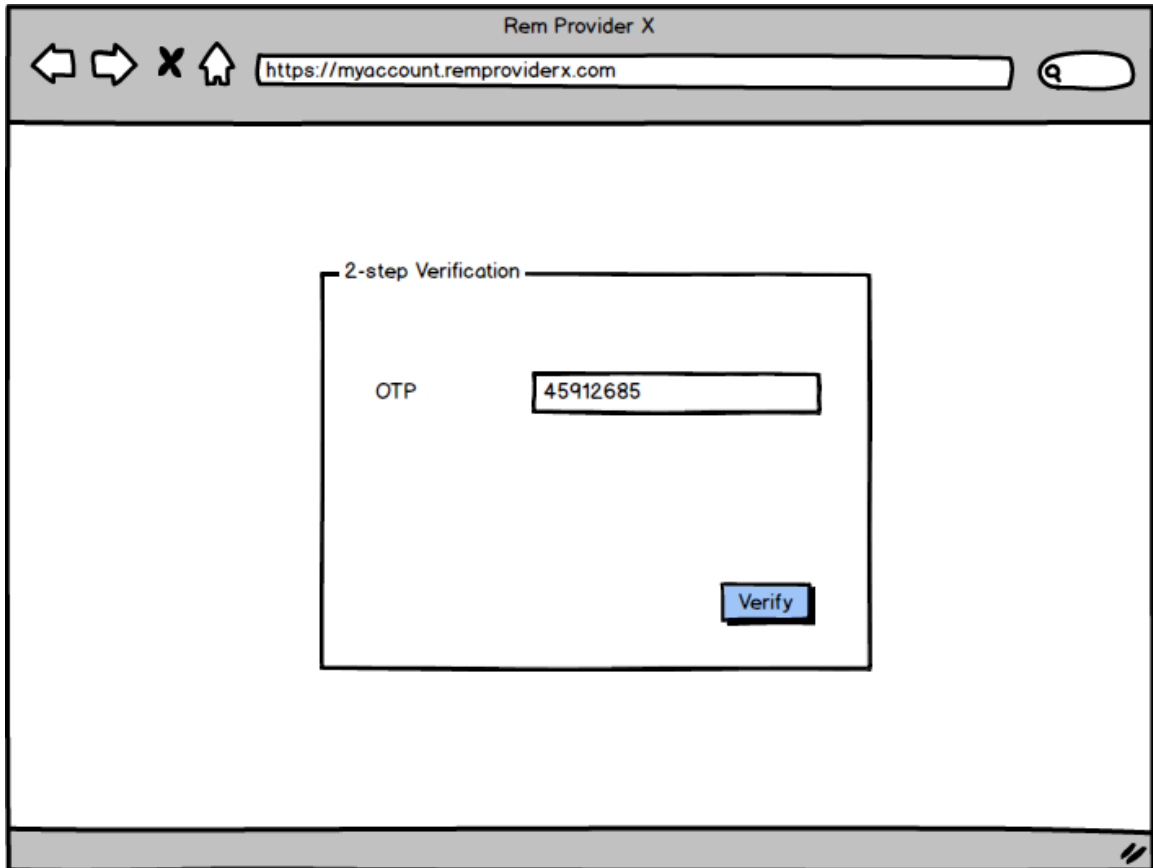 Rem Provider X
https://myaccount.remproviderx.com
2-step Verification
OTP 45912685
Verify